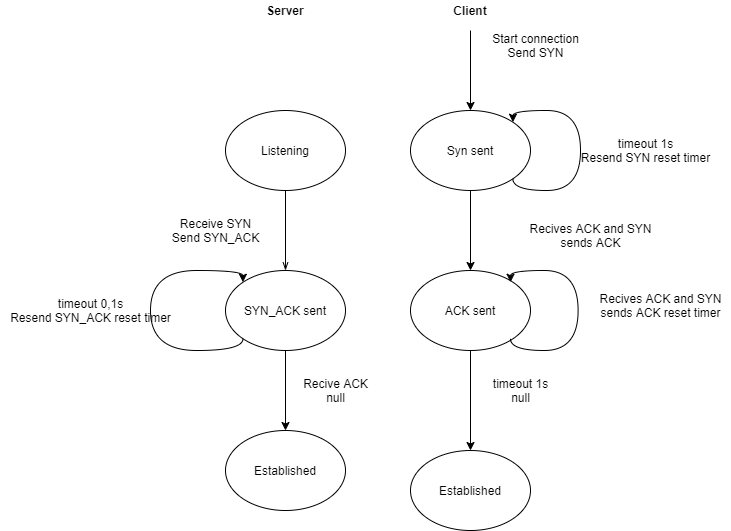 Server
Client
Start connection
Send SYN
Listening
Syn sent
timeout 1s
Resend SYN reset timer
Receive SYN
Send SYN_ACK
Recives ACK and SYN
sends ACK
timeout 0,1s
Resend SYN_ACK reset timer
SYN_ACK sent
ACK sent
Recives ACK and SYN
sends ACK reset timer
Recive ACK
null
timeout 1s
null
Established
Established